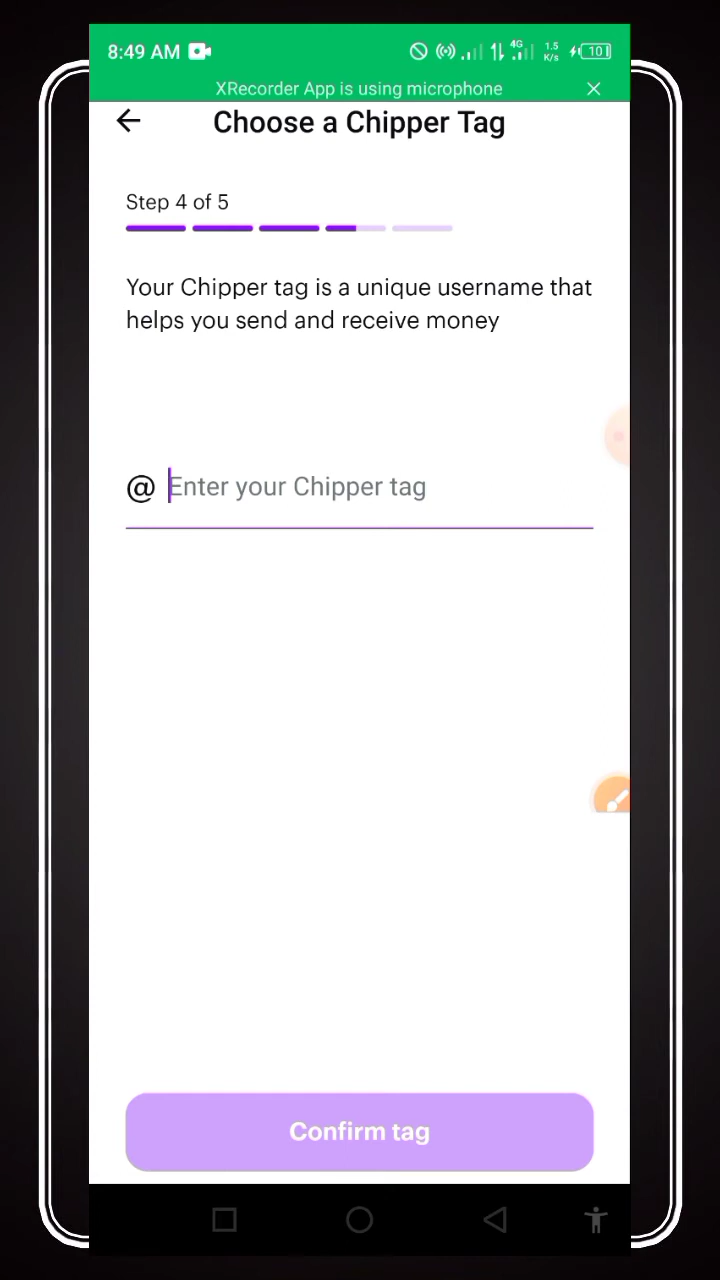 8:49 AM 4G 1.5 K/s 10
XRecorder App is using microphone
Choose a Chipper Tag
Step 4 of 5
Your Chipper tag is a unique username that
helps you send and receive money
@ Enter your Chipper tag
Confirm tag